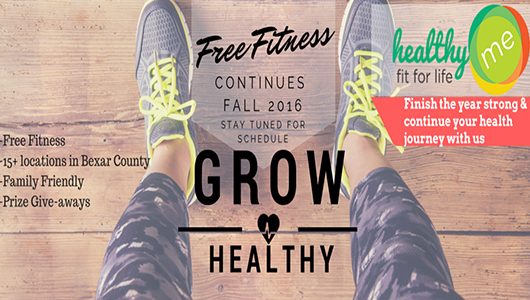 Free Fitness
CONTINUES
FALL 2016
STAY TUNED FOR
SCHEDULE
GROW
HEALTHY
-Free Fitness
-15+ locations in Bexar County
-Family Friendly
-Prize Give-aways
healthy me
fit for life
Finish the year strong &
continue your health
journey with us